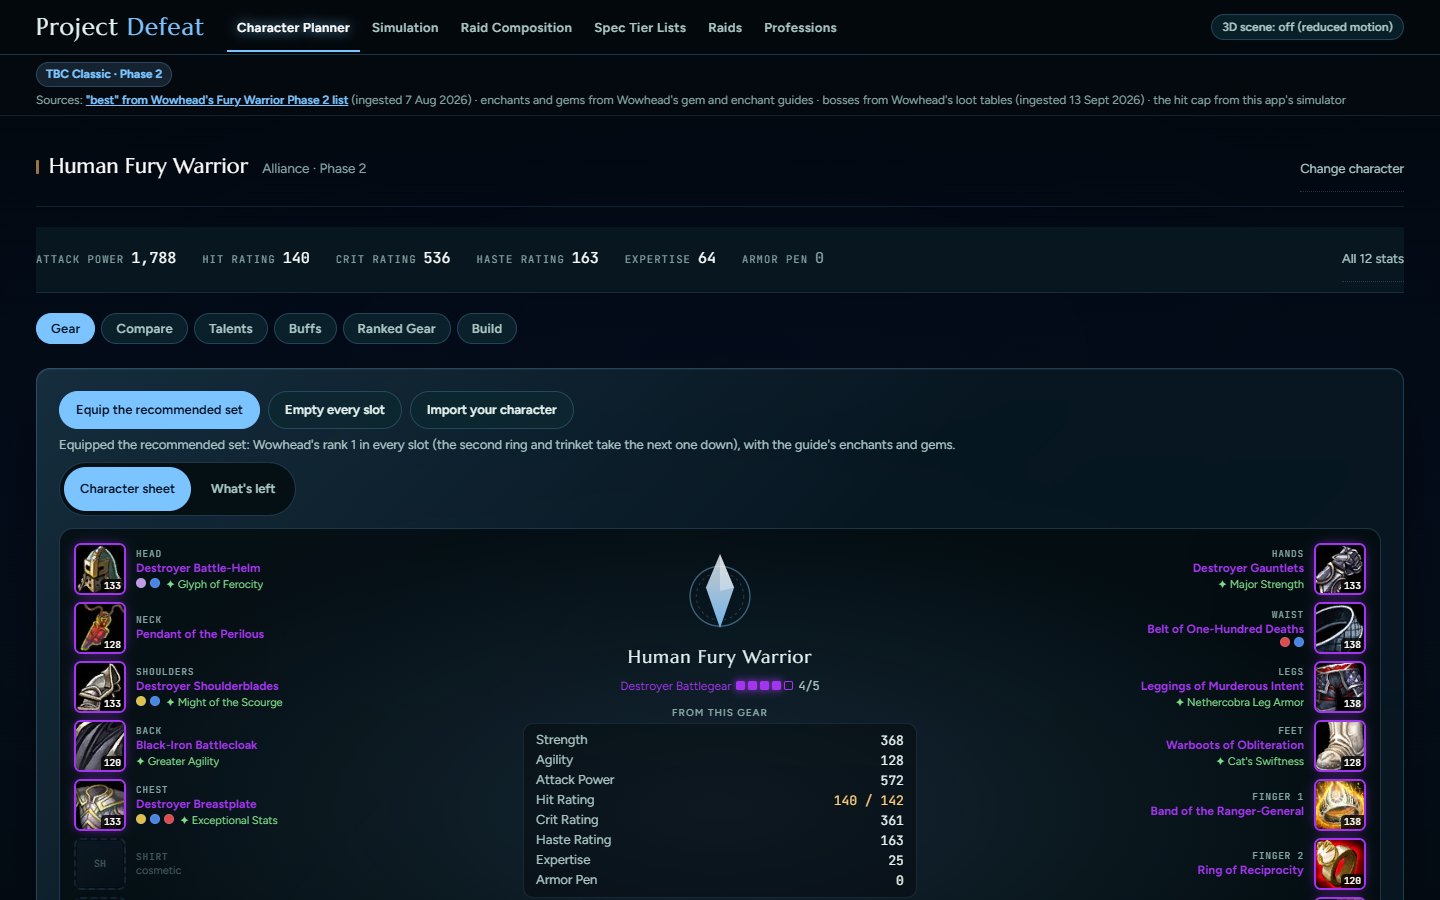 Project Defeat
Character Planner
Simulation
Raid Composition
Spec Tier Lists
Raids
Professions
3D scene: off (reduced motion)
TBC Classic · Phase 2
Sources: "best" from Wowhead's Fury Warrior Phase 2 list (ingested 7 Aug 2026) · enchants and gems from Wowhead's gem and enchant guides · bosses from Wowhead's loot tables (ingested 13 Sept 2026) · the hit cap from this app's simulator
Human Fury Warrior
Alliance · Phase 2
Change character
ATTACK POWER 1,788
HIT RATING 140
CRIT RATING 536
HASTE RATING 163
EXPERTISE 64
ARMOR PEN 0
All 12 stats
Gear
Compare
Talents
Buffs
Ranked Gear
Build
Equip the recommended set
Empty every slot
Import your character
Equipped the recommended set: Wowhead's rank 1 in every slot (the second ring and trinket take the next one down), with the guide's enchants and gems.
Character sheet
What's left
133
HEAD
Destroyer Battle-Helm
✦ Glyph of Ferocity
128
NECK
Pendant of the Perilous
133
SHOULDERS
Destroyer Shoulderblades
✦ Might of the Scourge
120
BACK
Black-Iron Battlecloak
✦ Greater Agility
133
CHEST
Destroyer Breastplate
✦ Exceptional Stats
SH
SHIRT
cosmetic
Human Fury Warrior
Destroyer Battlegear 4/5
FROM THIS GEAR
Strength 368
Agility 128
Attack Power 572
Hit Rating 140 / 142
Crit Rating 361
Haste Rating 163
Expertise 25
Armor Pen 0
HANDS
Destroyer Gauntlets
✦ Major Strength
133
WAIST
Belt of One-Hundred Deaths
138
LEGS
Leggings of Murderous Intent
✦ Nethercobra Leg Armor
138
FEET
Warboots of Obliteration
✦ Cat's Swiftness
128
FINGER 1
Band of the Ranger-General
138
FINGER 2
Ring of Reciprocity
120